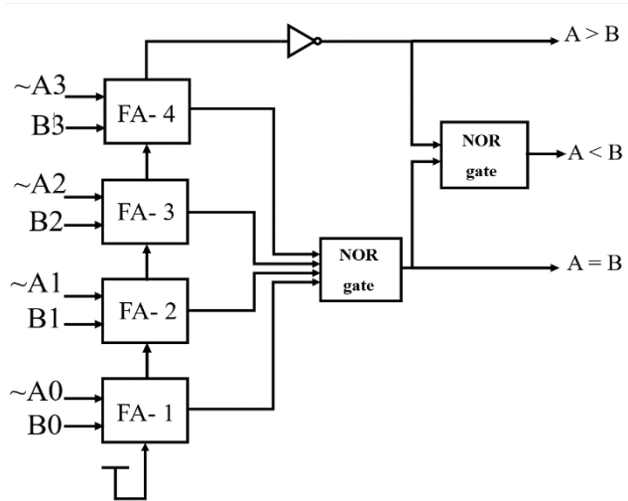 A > B
~A3
B3
FA- 4
NOR
gate
A < B
~A2
B2
FA- 3
NOR
gate
A = B
~A1
B1
FA- 2
~A0
B0
FA- 1